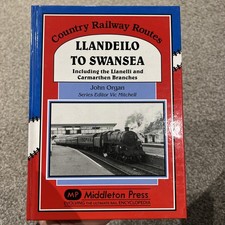 Country Railway Routes
LLANDEILO
TO SWANSEA
Including the Llanelli and
Carmarthen Branches
John Organ
Series Editor Vic Mitchell
MP Middleton Press